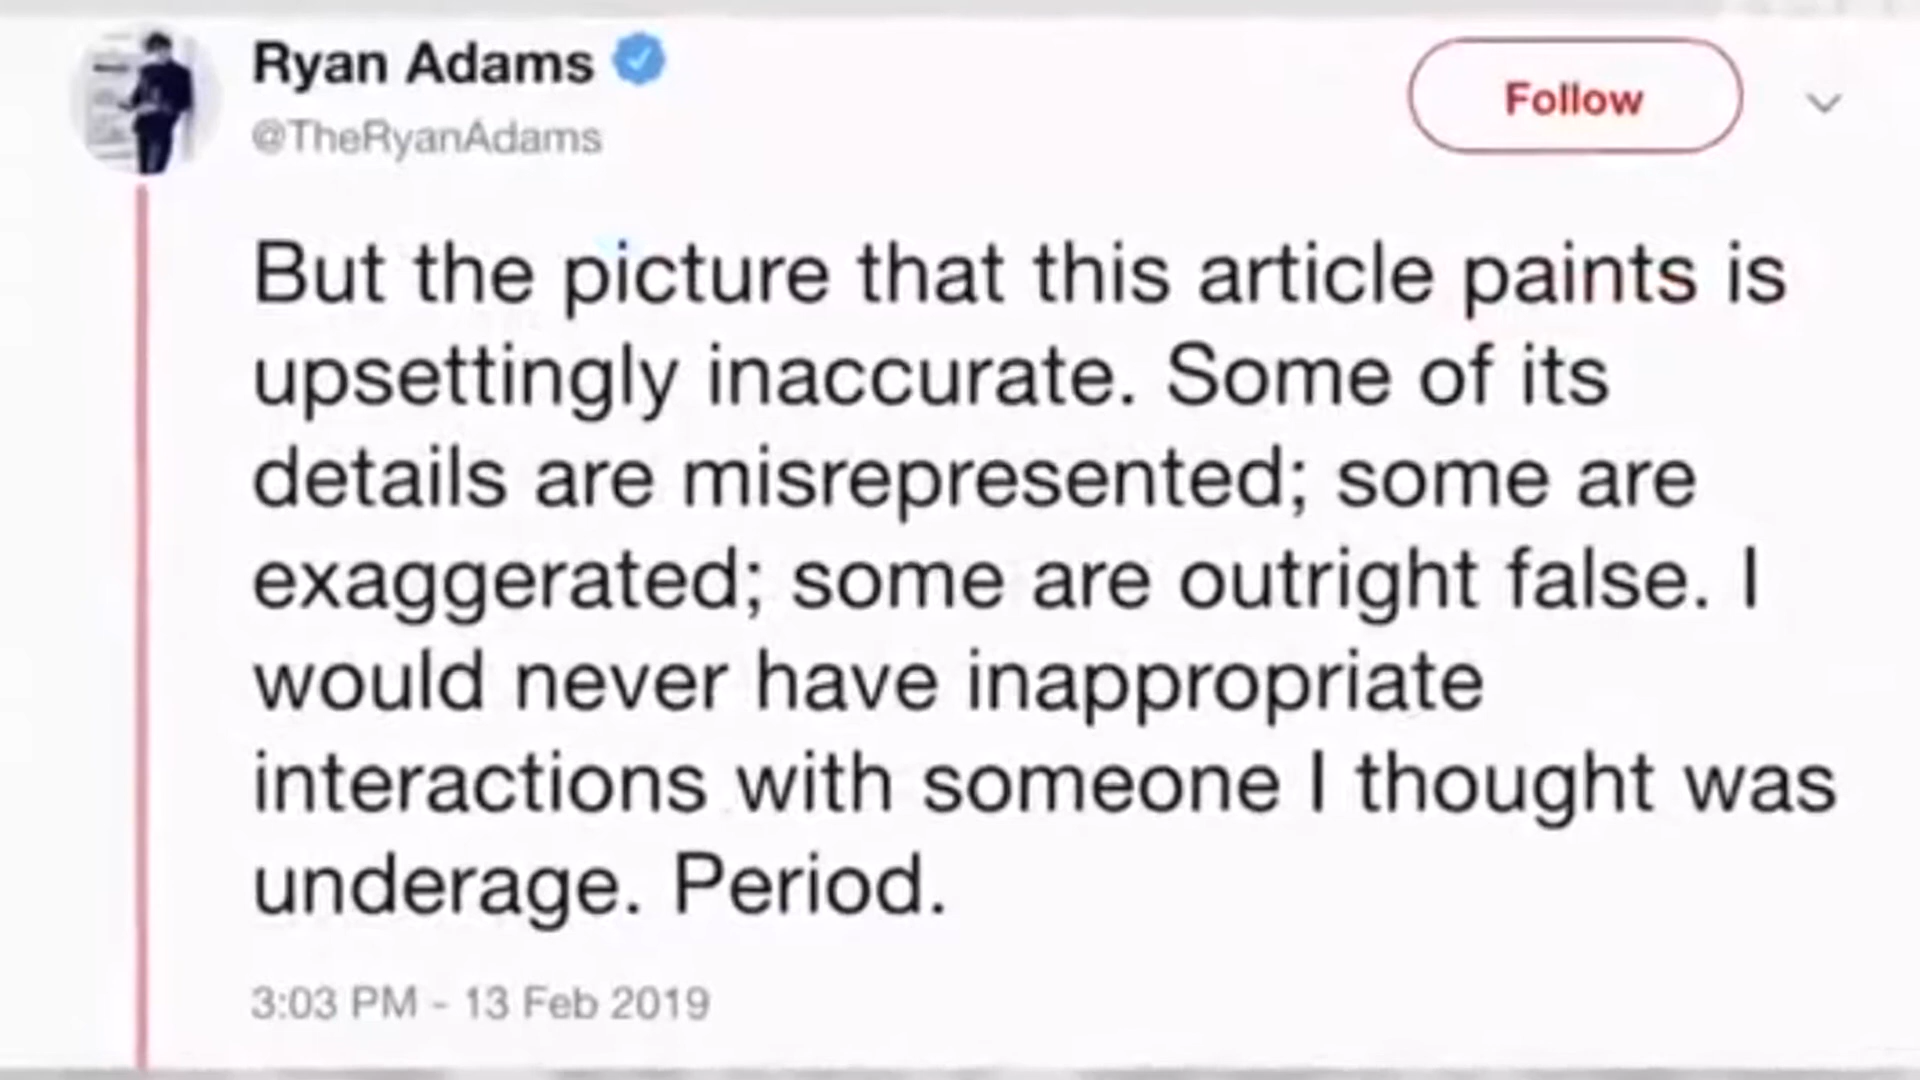 Ryan Adams
@TheRyanAdams
Follow
But the picture that this article paints is
upsettingly inaccurate. Some of its
details are misrepresented; some are
exaggerated; some are outright false. I
would never have inappropriate
interactions with someone I thought was
underage. Period.
3:03 PM - 13 Feb 2019